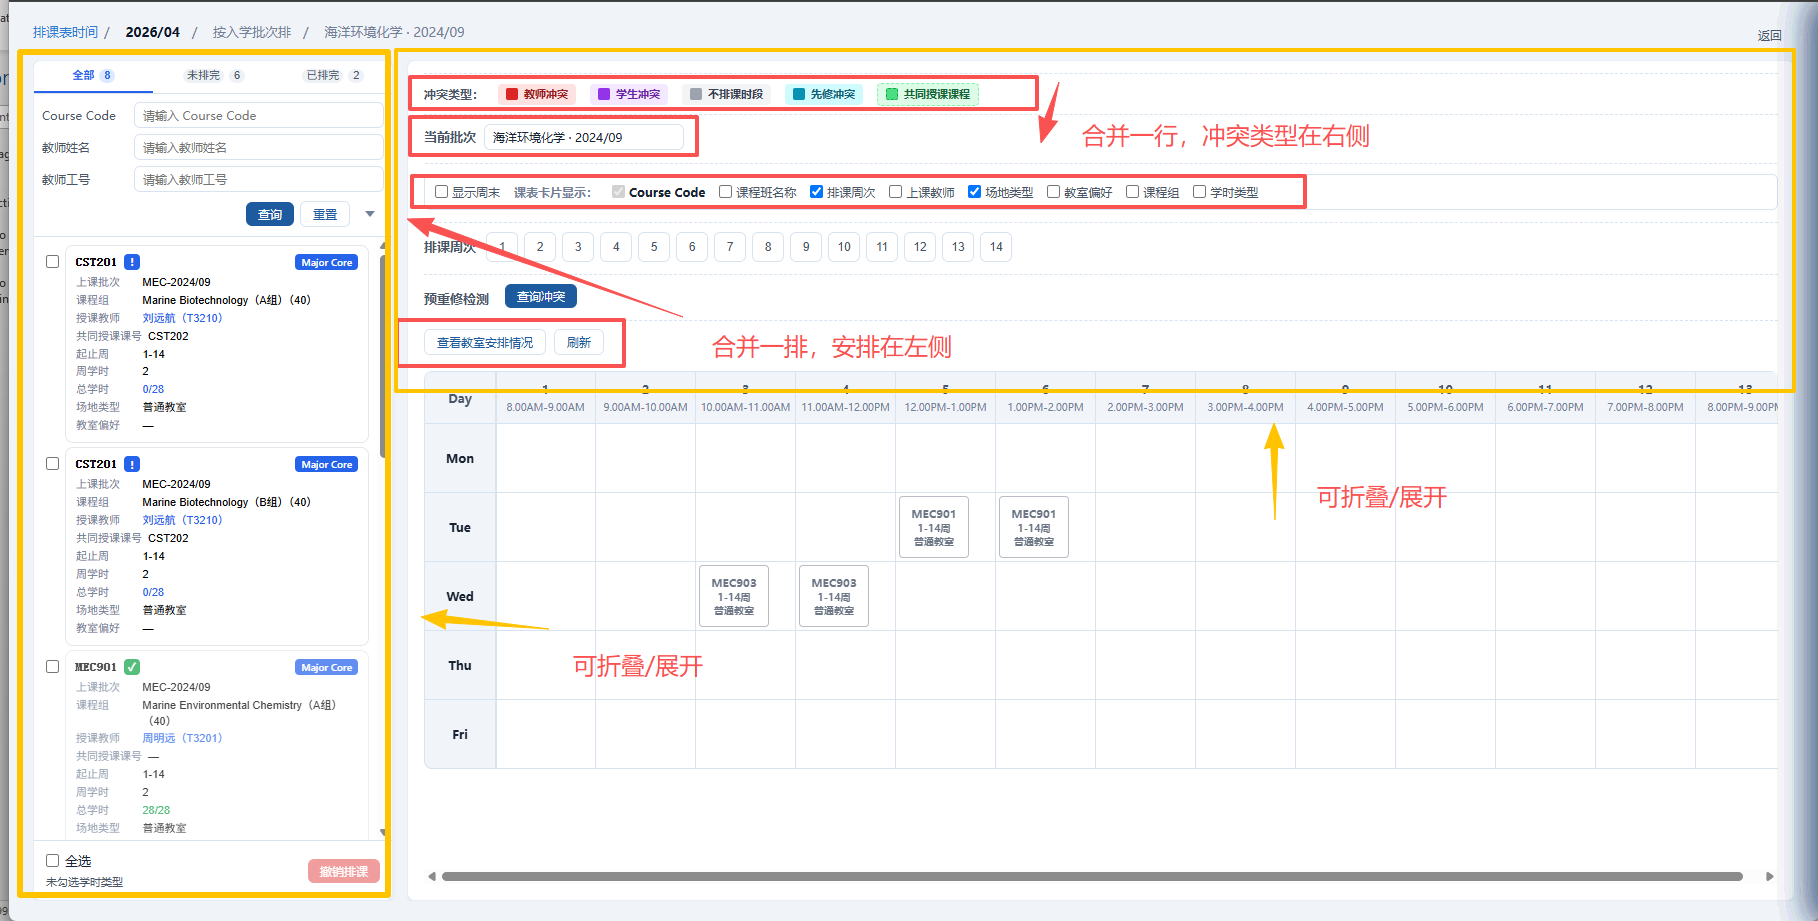 排课表时间 / 2026/04 / 按入学批次排 / 海洋环境化学 · 2024/09
返回
全部 8 未排完 6 已排完 2
Course Code 请输入 Course Code
教师姓名 请输入教师姓名
教师工号 请输入教师工号
查询 重置
CST201 ! Major Core
上课批次 MEC-2024/09
课程组 Marine Biotechnology（A组）（40）
授课教师 刘远航（T3210）
共同授课课号 CST202
起止周 1-14
周学时 2
总学时 0/28
场地类型 普通教室
教室偏好 —
CST201 ! Major Core
上课批次 MEC-2024/09
课程组 Marine Biotechnology（B组）（40）
授课教师 刘远航（T3210）
共同授课课号 CST202
起止周 1-14
周学时 2
总学时 0/28
场地类型 普通教室
教室偏好 —
MEC901 Major Core
上课批次 MEC-2024/09
课程组 Marine Environmental Chemistry（A组）
（40）
授课教师 周明远（T3201）
共同授课课号 —
起止周 1-14
周学时 2
总学时 28/28
场地类型 普通教室
全选
未勾选学时类型
撤销排课
冲突类型： 教师冲突 学生冲突 不排课时段 先修冲突 共同授课课程
当前批次 海洋环境化学 · 2024/09
合并一行，冲突类型在右侧
显示周末 课表卡片显示： Course Code 课程班名称 排课周次 上课教师 场地类型 教室偏好 课程组 学时类型
排课周次 1 2 3 4 5 6 7 8 9 10 11 12 13 14
预重修检测 查询冲突
查看教室安排情况 刷新
合并一排，安排在左侧
Day 1 2 3 4 5 6 7 8 9 10 11 12 13
8.00AM-9.00AM 9.00AM-10.00AM 10.00AM-11.00AM 11.00AM-12.00PM 12.00PM-1.00PM 1.00PM-2.00PM 2.00PM-3.00PM 3.00PM-4.00PM 4.00PM-5.00PM 5.00PM-6.00PM 6.00PM-7.00PM 7.00PM-8.00PM 8.00PM-9.00PM
Mon
可折叠/展开
Tue
MEC901
1-14周
普通教室
MEC901
1-14周
普通教室
Wed
MEC903
1-14周
普通教室
MEC903
1-14周
普通教室
可折叠/展开
Thu
Fri